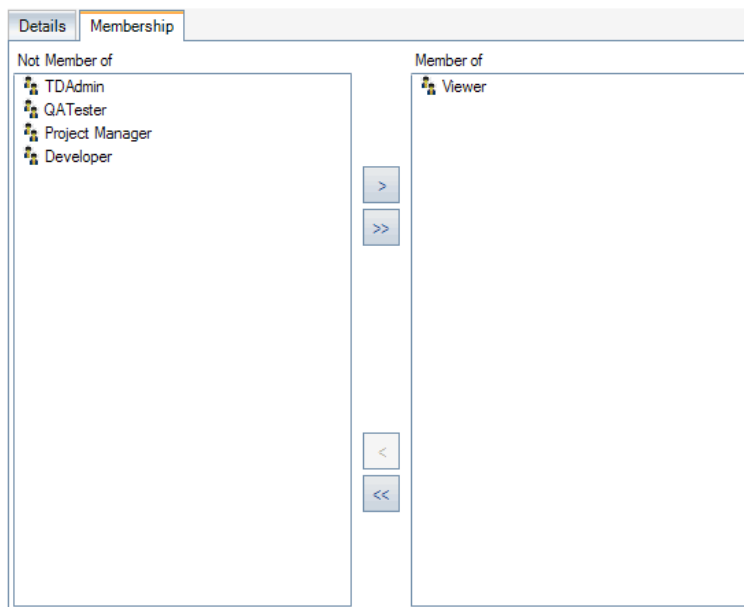 Details Membership
Not Member of
TDAdmin
QATester
Project Manager
Developer
>
>>
<
<<
Member of
Viewer